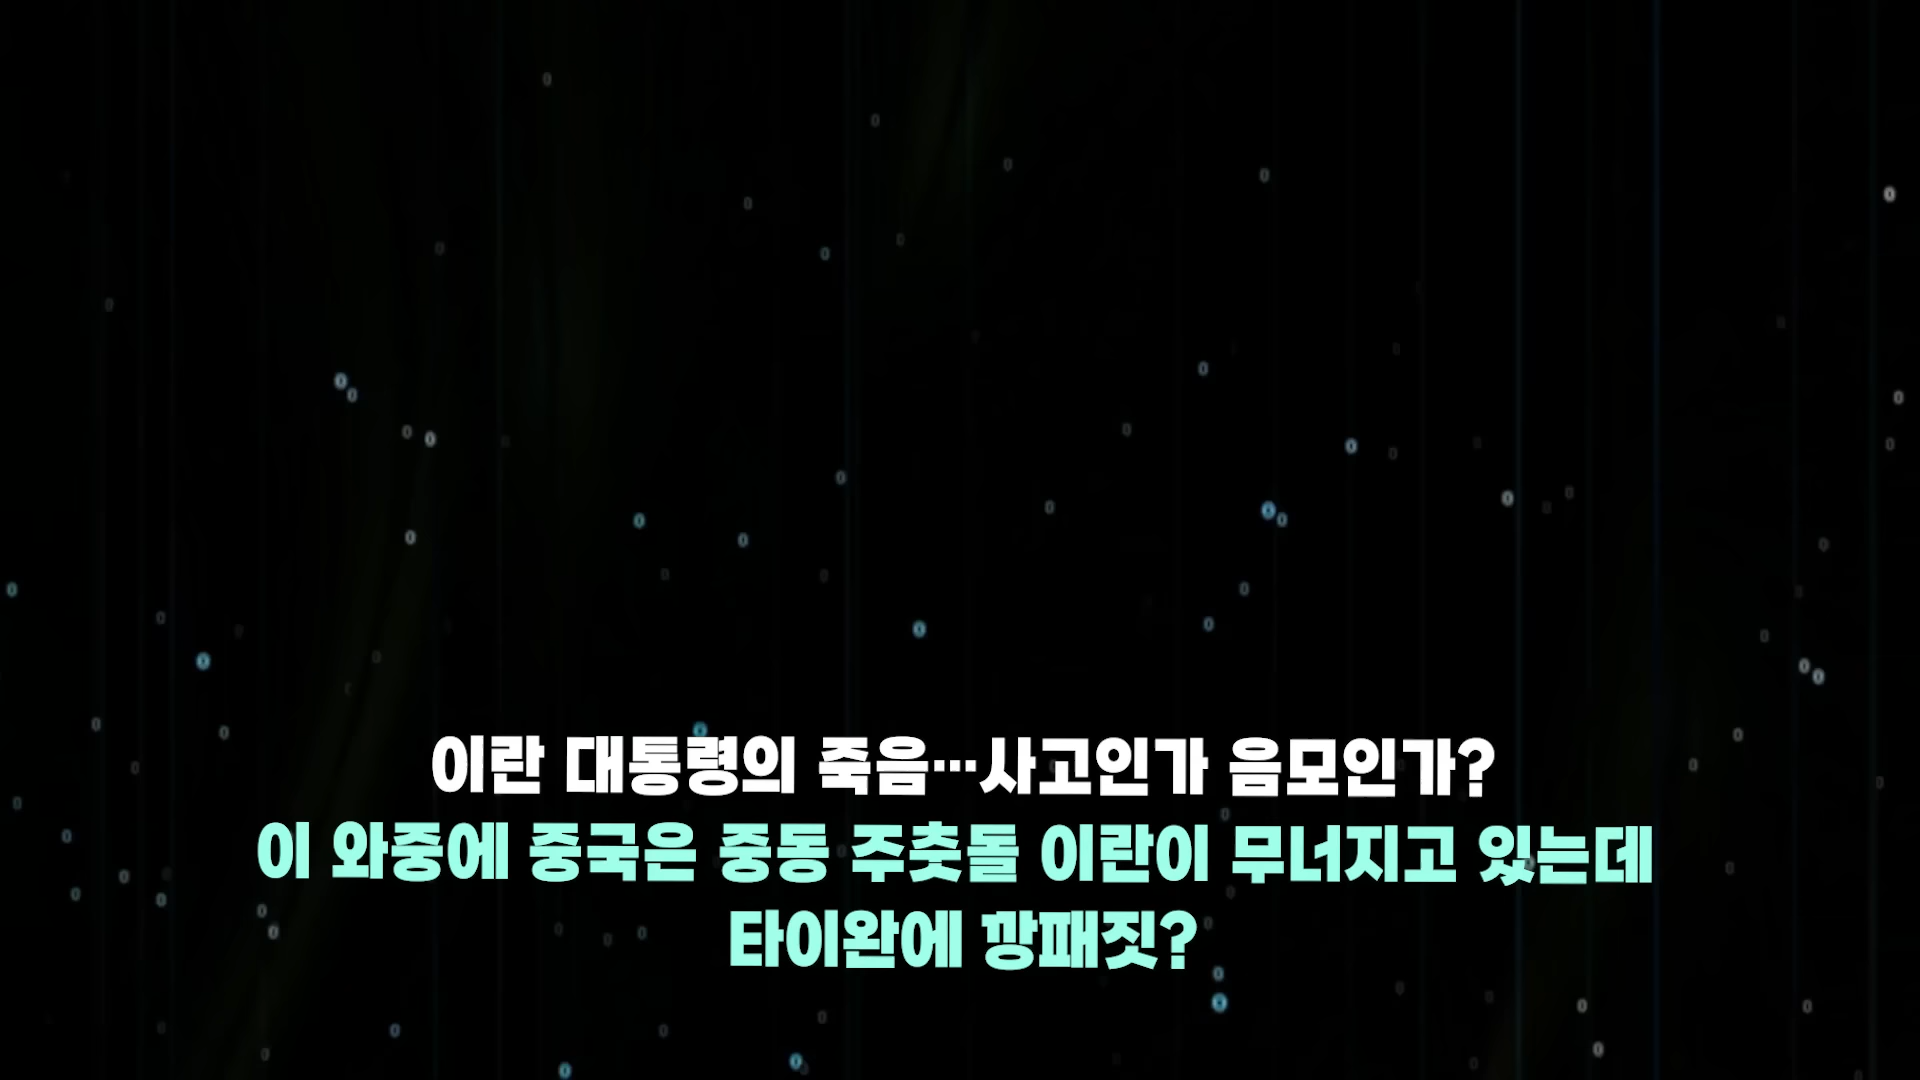 이란 대통령의 죽음…사고인가 음모인가?
이 와중에 중국은 중동 주춧돌 이란이 무너지고 있는데
타이완에 깡패짓?